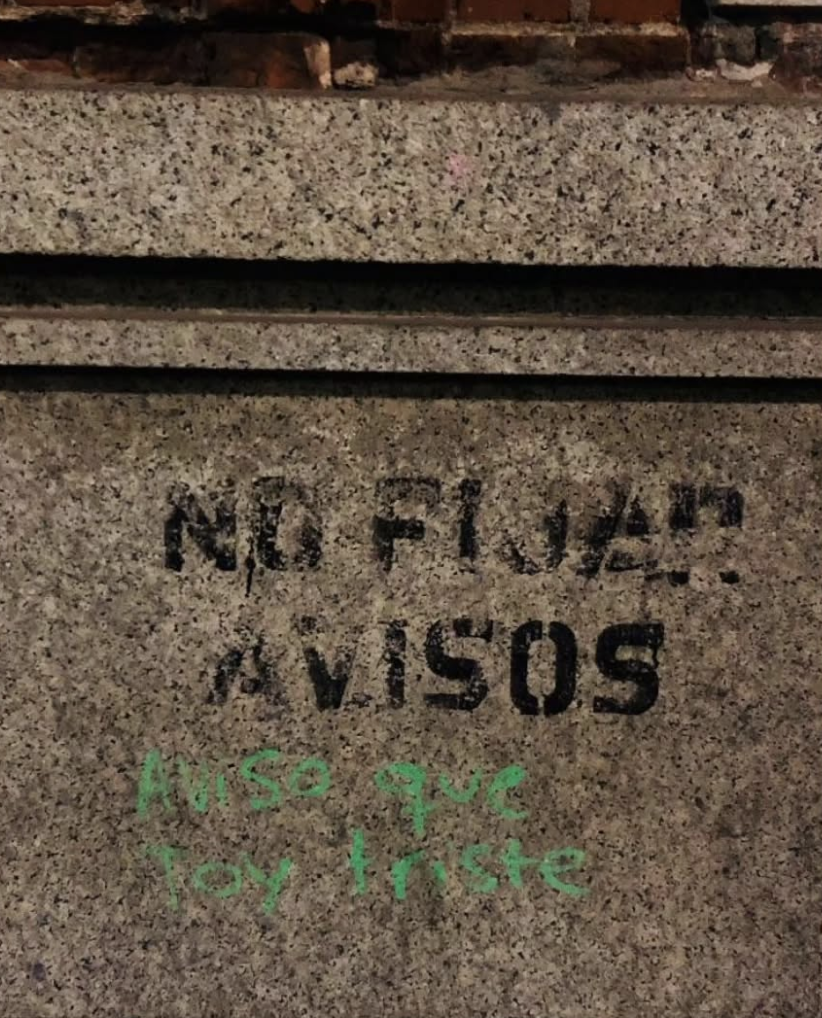 NO FIJAR
AVISOS
Aviso que
Toy triste